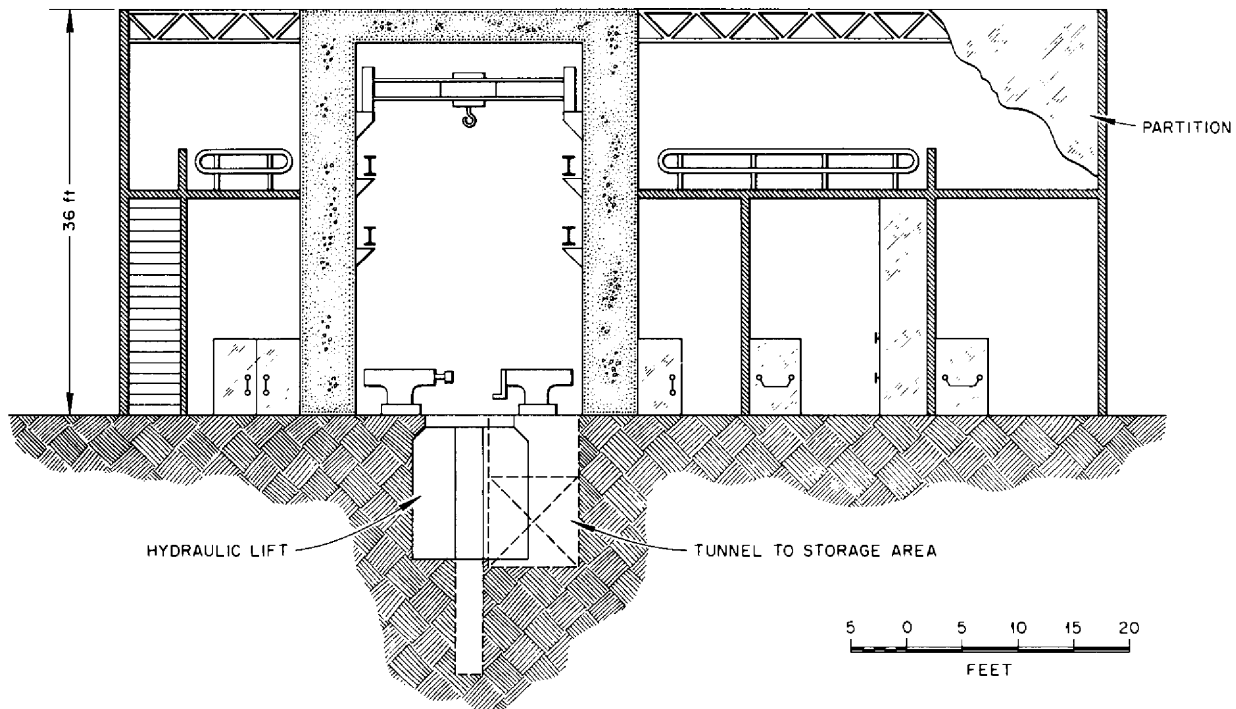 36 ft
PARTITION
HYDRAULIC LIFT
TUNNEL TO STORAGE AREA
5 0 5 10 15 20
FEET